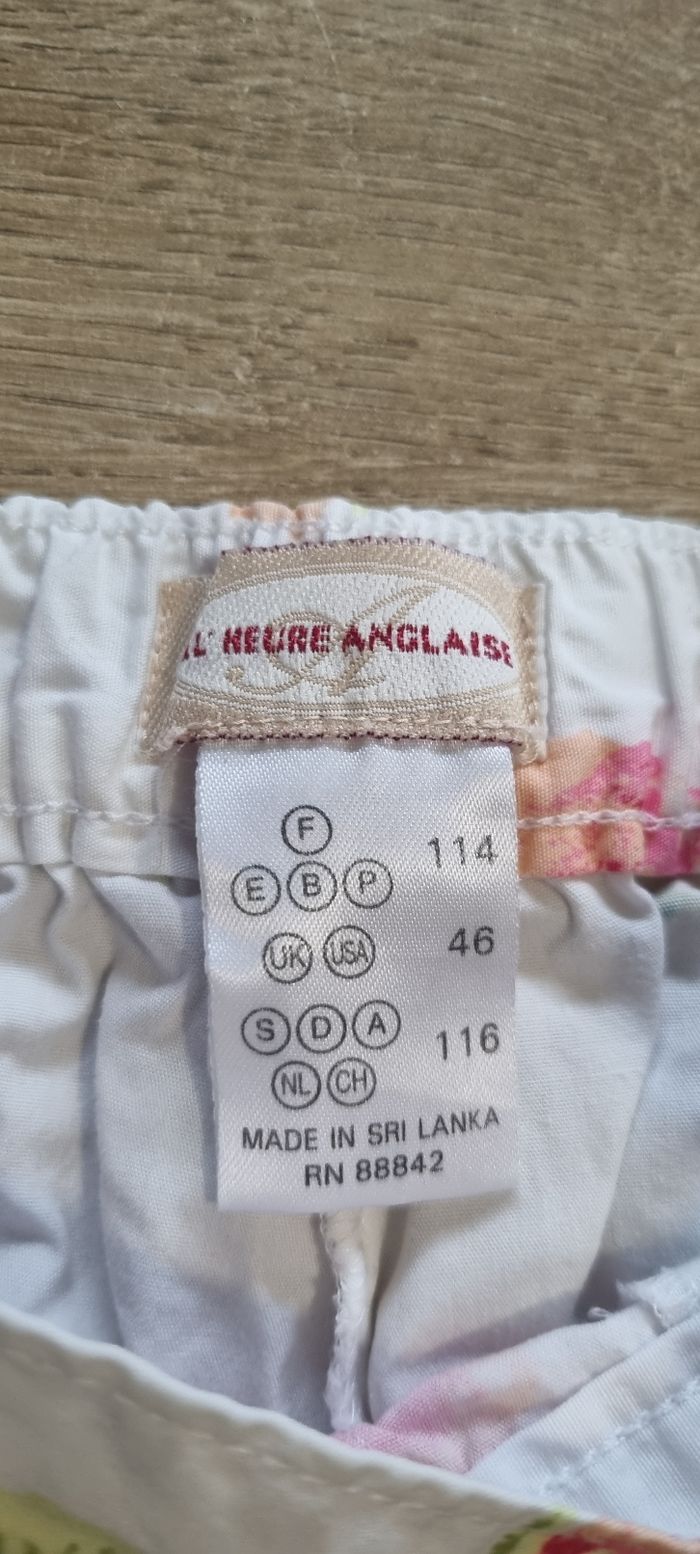 A
A L' HEURE ANGLAISE
F
E B P 114
UK USA 46
S D A
NL CH 116
MADE IN SRI LANKA
RN 88842